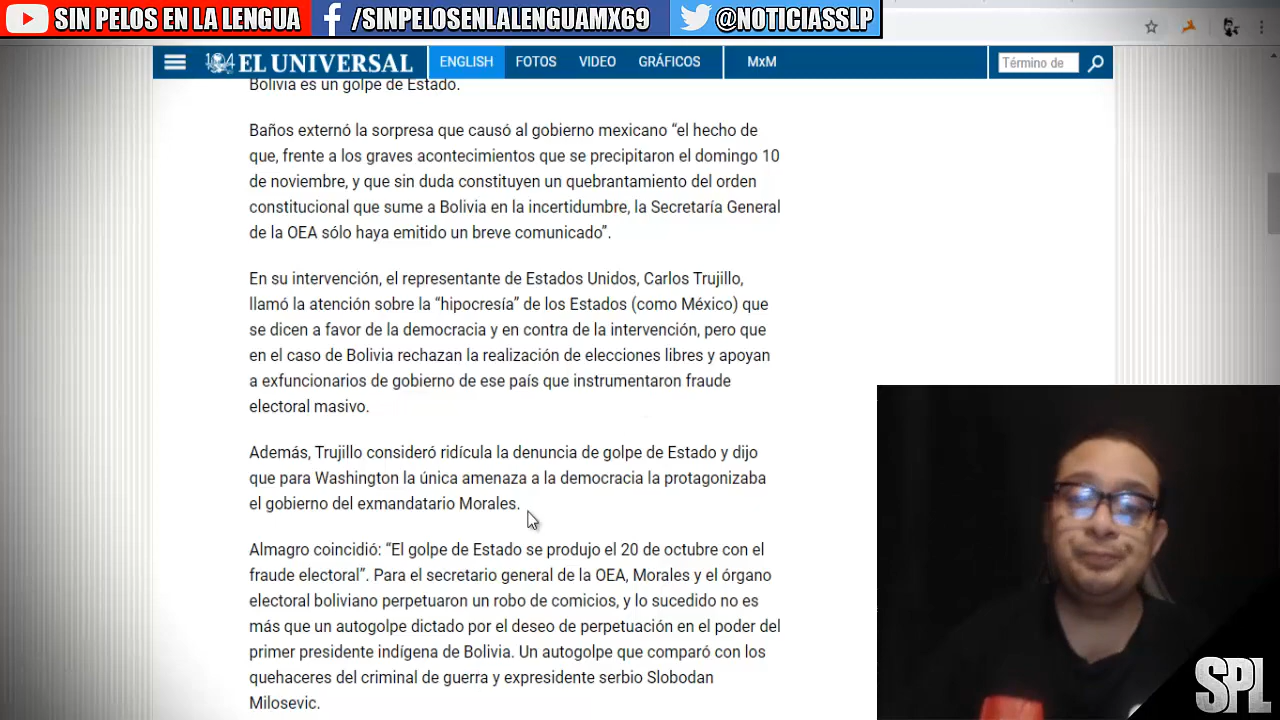 SIN PELOS EN LA LENGUA
/SINPELOSENLALENGUAMX69
@NOTICIASSLP
EL UNIVERSAL
ENGLISH
FOTOS
VIDEO
GRÁFICOS
MxM
Término de
Bolivia es un golpe de Estado.
Baños externó la sorpresa que causó al gobierno mexicano “el hecho de
que, frente a los graves acontecimientos que se precipitaron el domingo 10
de noviembre, y que sin duda constituyen un quebrantamiento del orden
constitucional que sume a Bolivia en la incertidumbre, la Secretaría General
de la OEA sólo haya emitido un breve comunicado”.
En su intervención, el representante de Estados Unidos, Carlos Trujillo,
llamó la atención sobre la “hipocresía” de los Estados (como México) que
se dicen a favor de la democracia y en contra de la intervención, pero que
en el caso de Bolivia rechazan la realización de elecciones libres y apoyan
a exfuncionarios de gobierno de ese país que instrumentaron fraude
electoral masivo.
Además, Trujillo consideró ridícula la denuncia de golpe de Estado y dijo
que para Washington la única amenaza a la democracia la protagonizaba
el gobierno del exmandatario Morales.
Almagro coincidió: “El golpe de Estado se produjo el 20 de octubre con el
fraude electoral”. Para el secretario general de la OEA, Morales y el órgano
electoral boliviano perpetuaron un robo de comicios, y lo sucedido no es
más que un autogolpe dictado por el deseo de perpetuación en el poder del
primer presidente indígena de Bolivia. Un autogolpe que comparó con los
quehaceres del criminal de guerra y expresidente serbio Slobodan
Milosevic.
SPL